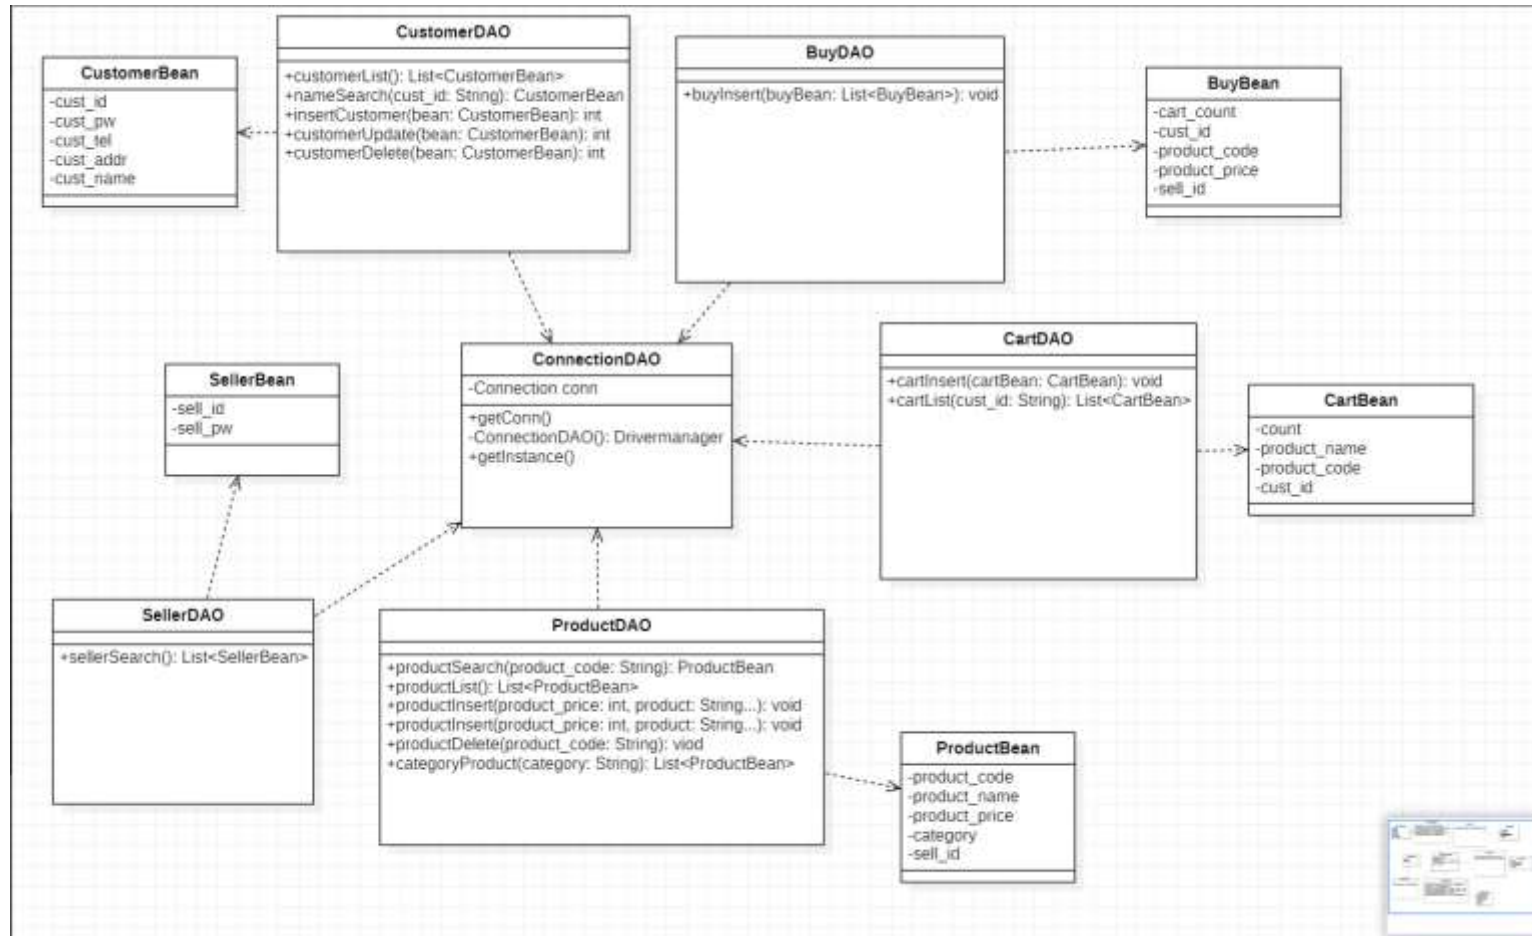 CustomerDAO
+customerList(): List<CustomerBean>
+nameSearch(cust_id: String): CustomerBean
+insertCustomer(bean: CustomerBean): int
+customerUpdate(bean: CustomerBean): int
+customerDelete(bean: CustomerBean): int
CustomerBean
-cust_id
-cust_pw
-cust_tel
-cust_addr
-cust_name
BuyDAO
+buyInsert(buyBean: List<BuyBean>): void
BuyBean
-cart_count
-cust_id
-product_code
-product_price
-sell_id
ConnectionDAO
-Connection conn
+getConn()
-ConnectionDAO(): Drivermanager
+getInstance()
CartDAO
+cartInsert(cartBean: CartBean): void
+cartList(cust_id: String): List<CartBean>
SellerBean
-sell_id
-sell_pw
CartBean
-count
-product_name
-product_code
-cust_id
SellerDAO
+sellerSearch(): List<SellerBean>
ProductDAO
+productSearch(product_code: String): ProductBean
+productList(): List<ProductBean>
+productInsert(product_price: int, product: String...): void
+productInsert(product_price: int, product: String...): void
+productDelete(product_code: String): viod
+categoryProduct(category: String): List<ProductBean>
ProductBean
-product_code
-product_name
-product_price
-category
-sell_id